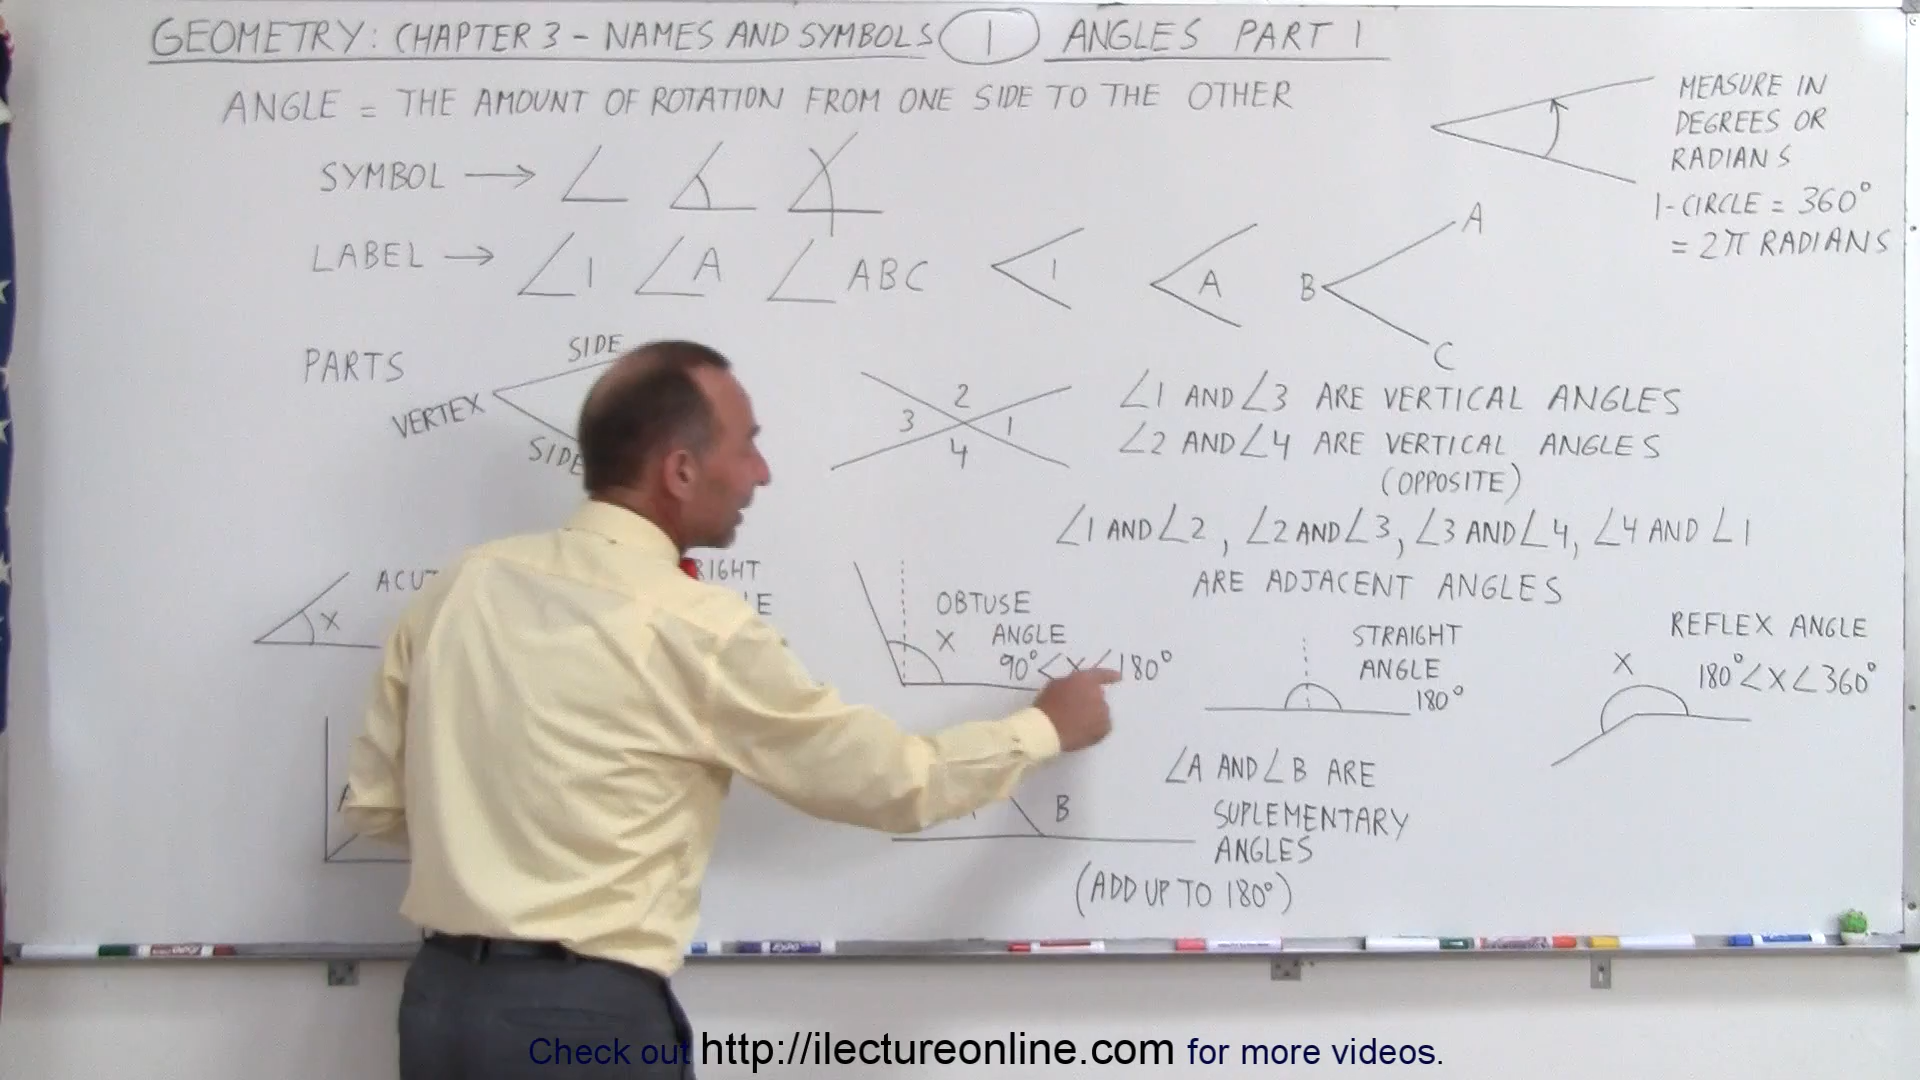 GEOMETRY: CHAPTER 3 - NAMES AND SYMBOLS 1 ANGLES PART 1
ANGLE = THE AMOUNT OF ROTATION FROM ONE SIDE TO THE OTHER
MEASURE IN
DEGREES OR
RADIANS
1-CIRCLE = 360°
= 2π RADIANS
SYMBOL → ∠
LABEL → ∠1 ∠A ∠ABC
1
A
A
B
C
PARTS
SIDE
VERTEX
SIDE
2
3
1
4
∠1 AND ∠3 ARE VERTICAL ANGLES
∠2 AND ∠4 ARE VERTICAL ANGLES
(OPPOSITE)
∠1 AND ∠2, ∠2 AND ∠3, ∠3 AND ∠4, ∠4 AND ∠1
ARE ADJACENT ANGLES
X
OBTUSE
ANGLE
X
90°<X<180°
STRAIGHT
ANGLE
180°
REFLEX ANGLE
X
180°<X<360°
B
∠A AND ∠B ARE
SUPLEMENTARY
ANGLES
(ADD UP TO 180°)
Check out http://ilectureonline.com for more videos.